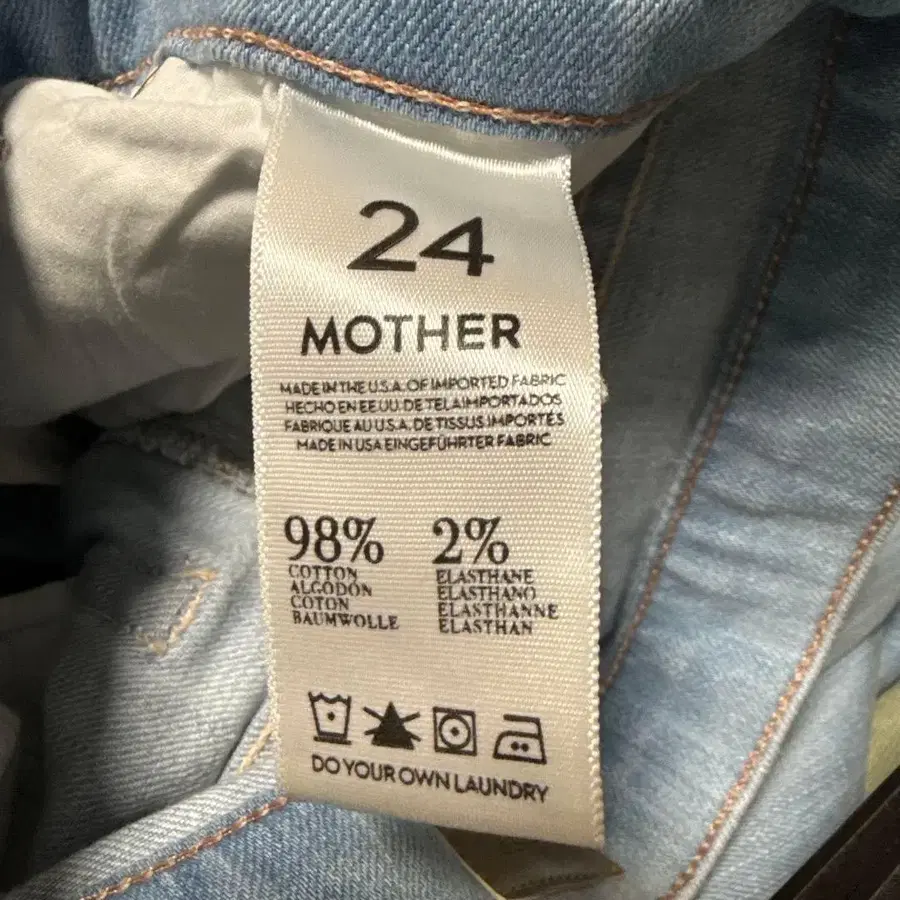 24
MOTHER
MADE IN THE U.S.A. OF IMPORTED FABRIC
HECHO EN EE.UU. DE TELA IMPORTADOS
FABRIQUE AU U.S.A. DE TISSUS IMPORTÉS
MADE IN USA EINGEFÜHRTER FABRIC
98% 2%
COTTON ELASTHANE
ALGODÓN ELASTHANO
COTON ELASTHANNE
BAUMWOLLE ELASTHAN
DO YOUR OWN LAUNDRY